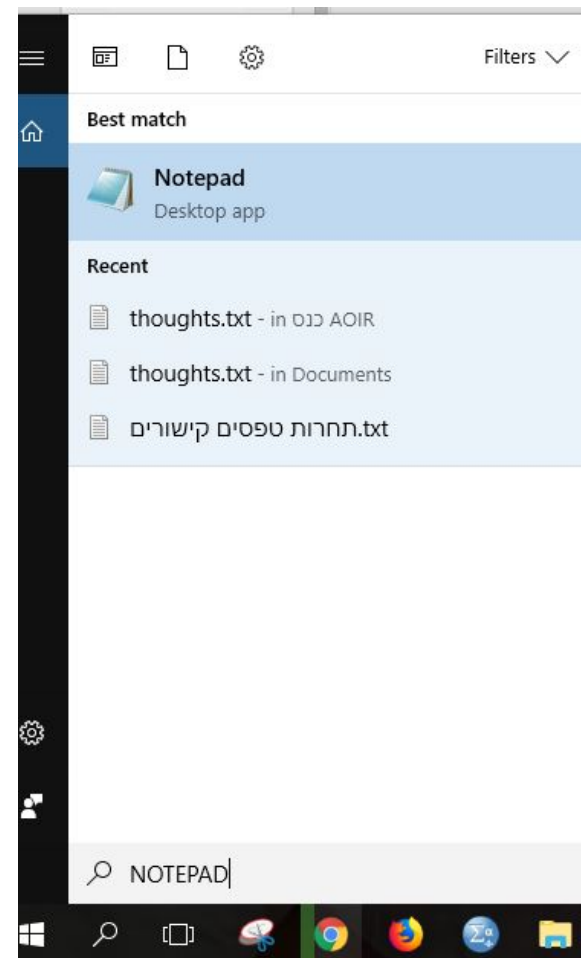 Filters
Best match
Notepad
Desktop app
Recent
thoughts.txt - in כנס AOIR
thoughts.txt - in Documents
תחרות טפסים קישורים.txt
NOTEPAD